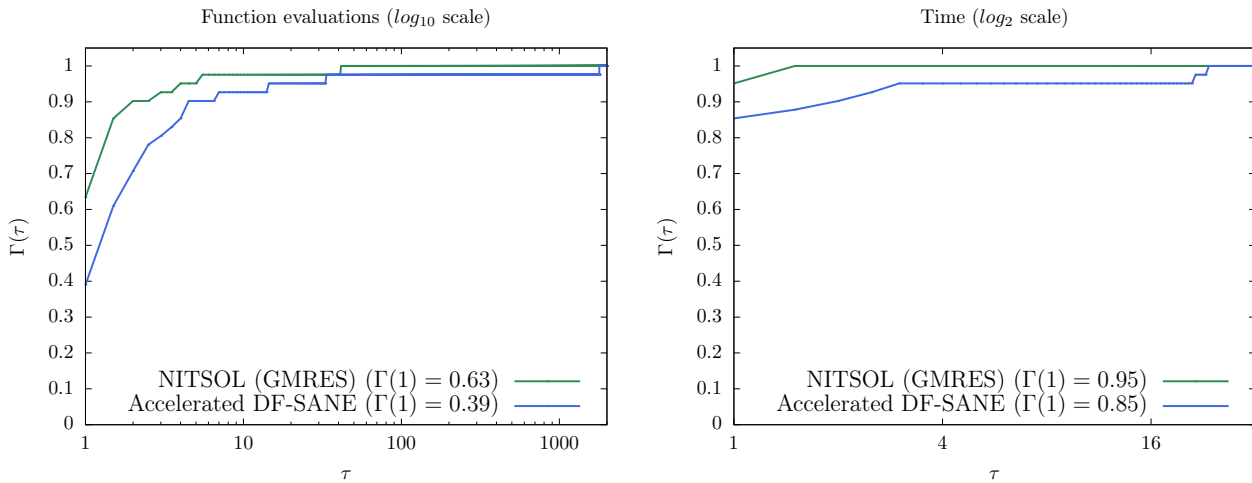 Function evaluations (log₁₀ scale)
1
0.9
0.8
0.7
0.6
0.5
0.4
0.3
0.2
0.1
0
Γ(τ)
NITSOL (GMRES) (Γ(1) = 0.63)
Accelerated DF-SANE (Γ(1) = 0.39)
1 10 100 1000
τ
Time (log₂ scale)
1
0.9
0.8
0.7
0.6
0.5
0.4
0.3
0.2
0.1
0
Γ(τ)
NITSOL (GMRES) (Γ(1) = 0.95)
Accelerated DF-SANE (Γ(1) = 0.85)
1 4 16
τ